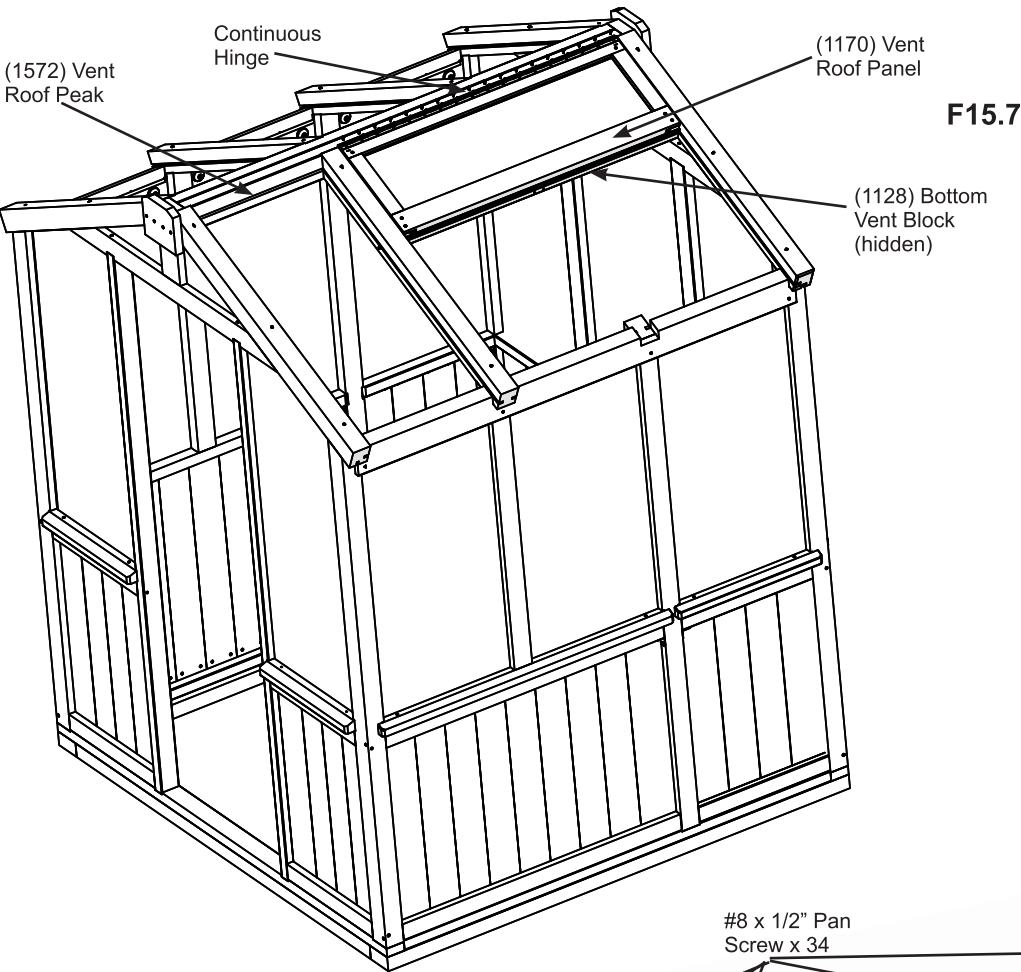 Continuous
Hinge
(1572) Vent
Roof Peak
(1170) Vent
Roof Panel
F15.7
(1128) Bottom
Vent Block
(hidden)
#8 x 1/2” Pan
Screw x 34